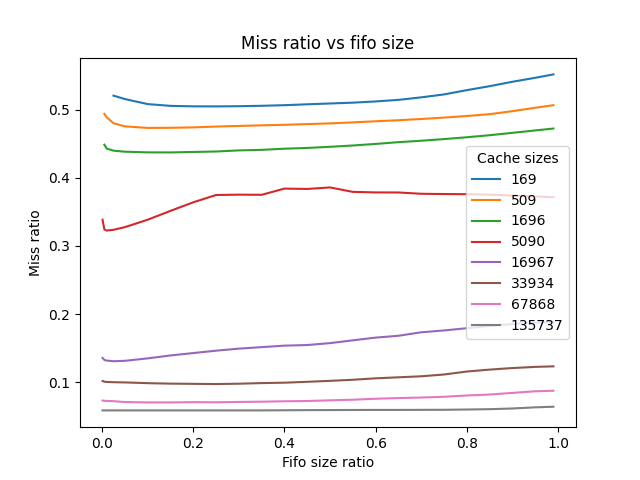 Miss ratio vs fifo size
Miss ratio
0.5
0.4
0.3
0.2
0.1
Cache sizes
169
509
1696
5090
16967
33934
67868
135737
0.0 0.2 0.4 0.6 0.8 1.0
Fifo size ratio